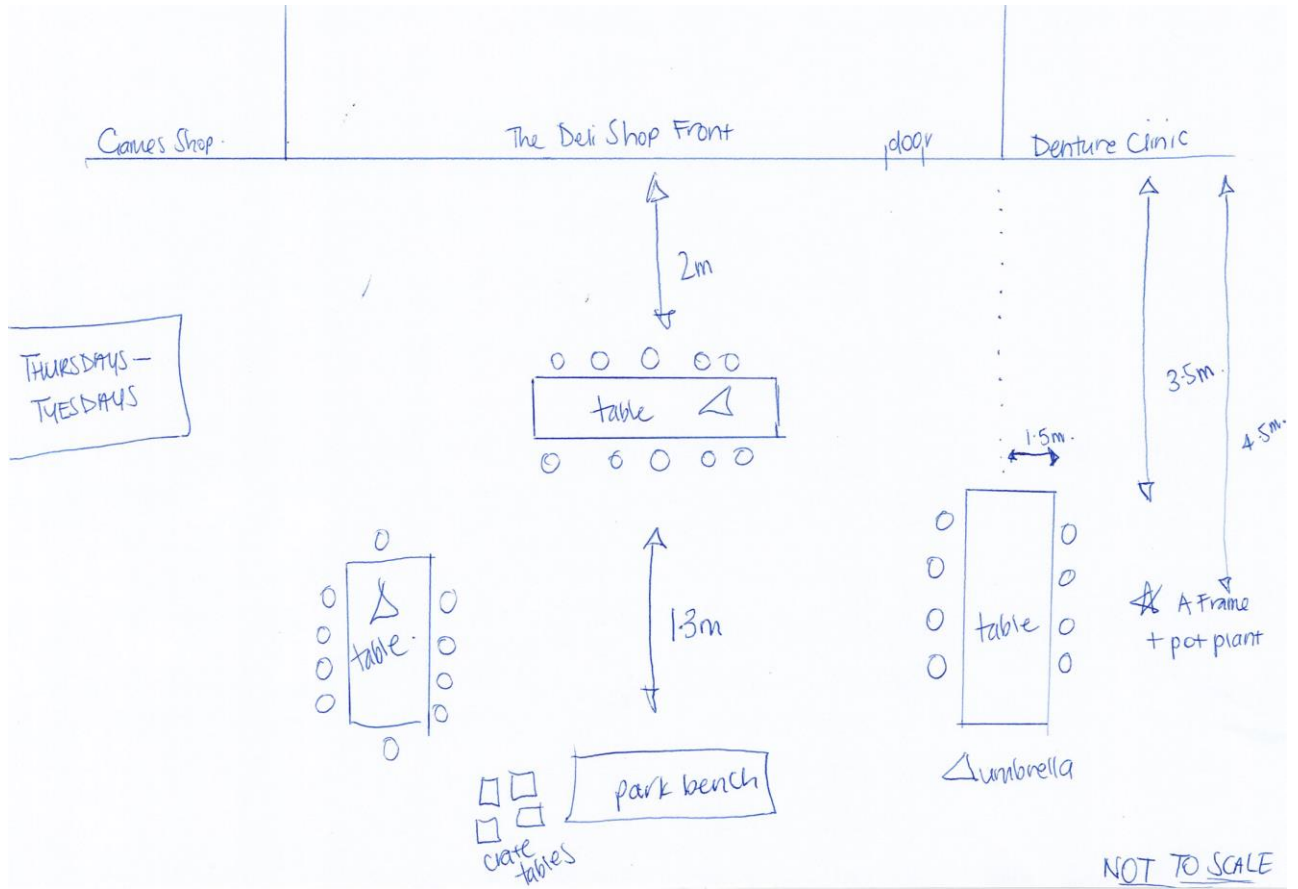 Games Shop.
The Deli Shop Front
door
Denture Clinic
2m
THURSDAYS -
TUESDAYS
3.5m.
4.5m.
table
1.5m.
table.
1.3m
table
A Frame
+ pot plant
park bench
umbrella
crate
tables
NOT TO SCALE